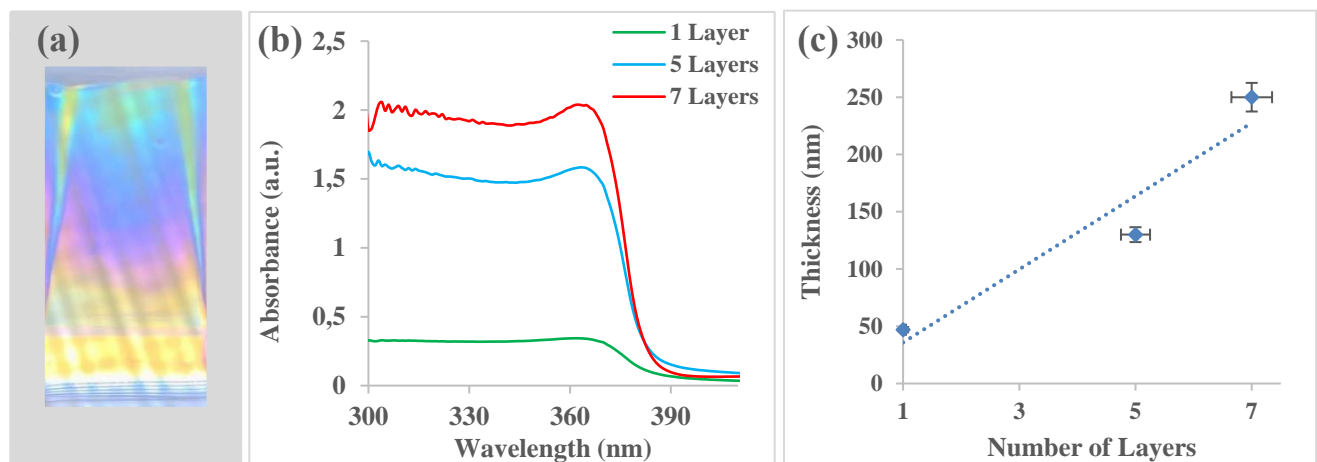 (a)
(b)
1 Layer
5 Layers
7 Layers
2,5
2
1,5
1
0,5
0
300
330
360
390
Absorbance (a.u.)
Wavelength (nm)
(c)
300
250
200
150
100
50
0
1
3
5
7
Thickness (nm)
Number of Layers